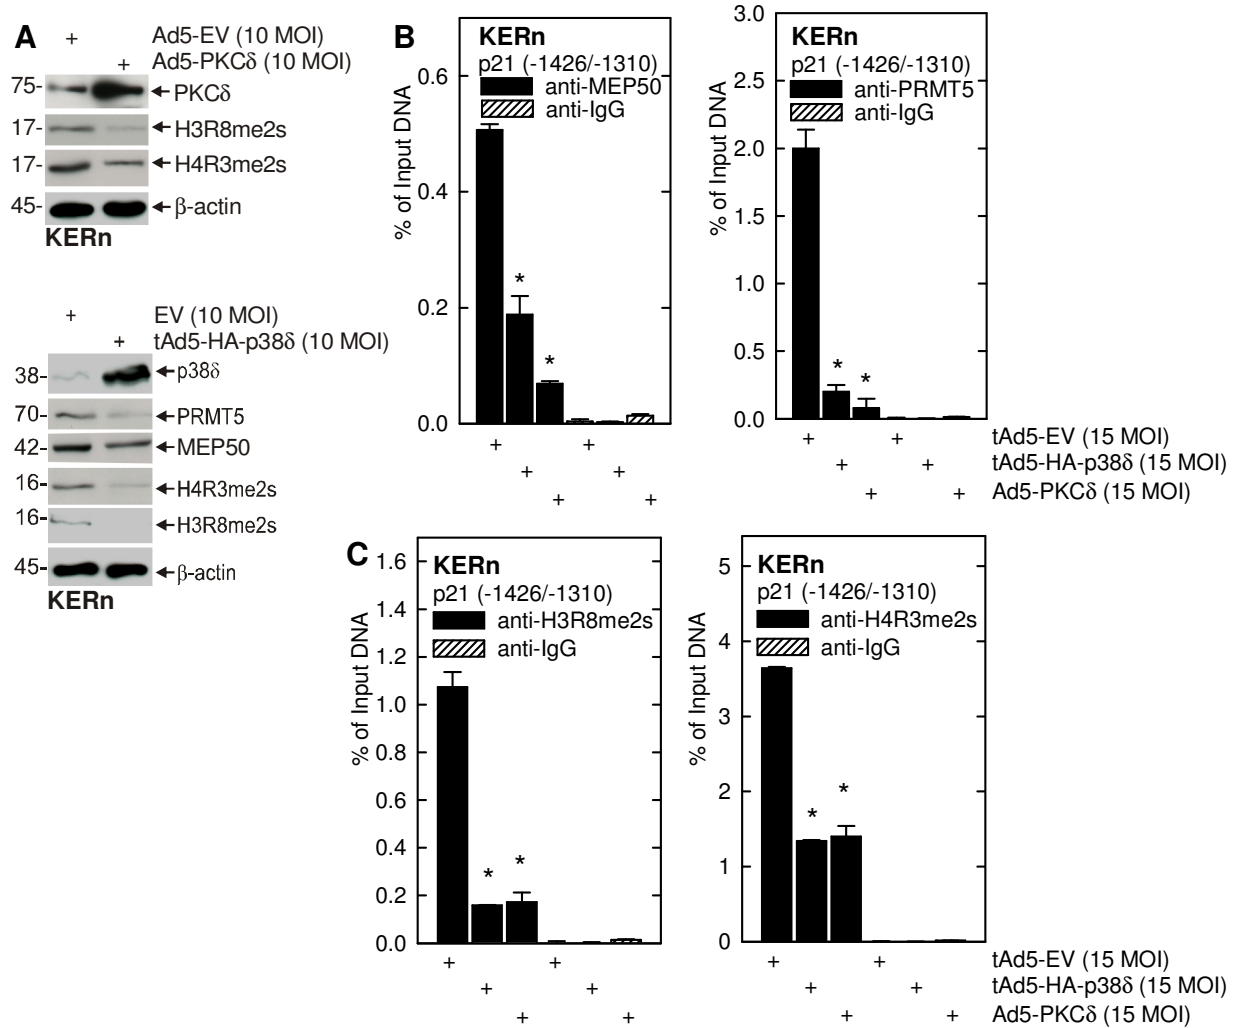 A
+ Ad5-EV (10 MOI)
+ Ad5-PKCδ (10 MOI)
75- PKCδ
17- H3R8me2s
17- H4R3me2s
45- β-actin
KERn
+ EV (10 MOI)
+ tAd5-HA-p38δ (10 MOI)
38- p38δ
70- PRMT5
42- MEP50
16- H4R3me2s
16- H3R8me2s
45- β-actin
KERn
B
KERn
p21 (-1426/-1310)
anti-MEP50
anti-IgG
% of Input DNA
0.6
0.4
0.2
0.0
*
*
+ +
+ +
+ +
KERn
p21 (-1426/-1310)
anti-PRMT5
anti-IgG
% of Input DNA
3.0
2.5
2.0
1.5
1.0
0.5
0.0
* *
+ + tAd5-EV (15 MOI)
+ + tAd5-HA-p38δ (15 MOI)
+ + Ad5-PKCδ (15 MOI)
C
KERn
p21 (-1426/-1310)
anti-H3R8me2s
anti-IgG
% of Input DNA
1.6
1.4
1.2
1.0
0.8
0.6
0.4
0.2
0.0
* *
+ +
+ +
+ +
KERn
p21 (-1426/-1310)
anti-H4R3me2s
anti-IgG
% of Input DNA
5
4
3
2
1
0
* *
+ + tAd5-EV (15 MOI)
+ + tAd5-HA-p38δ (15 MOI)
+ + Ad5-PKCδ (15 MOI)